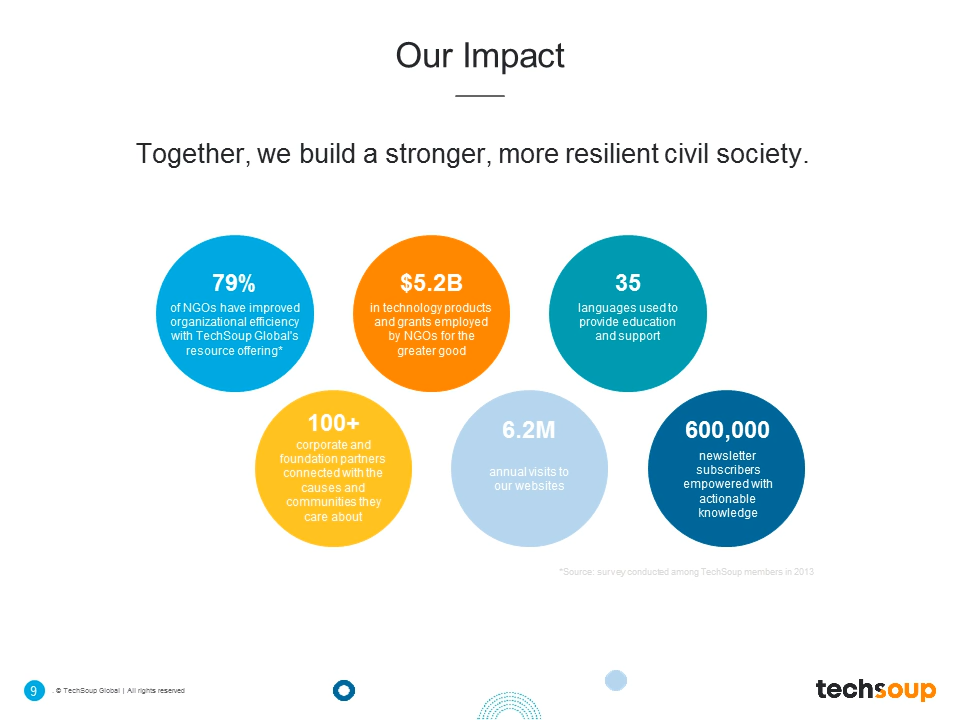 Our Impact
Together, we build a stronger, more resilient civil society.
79%
of NGOs have improved
organizational efficiency
with TechSoup Global's
resource offering*
$5.2B
in technology products
and grants employed
by NGOs for the
greater good
35
languages used to
provide education
and support
100+
corporate and
foundation partners
connected with the
causes and
communities they
care about
6.2M
annual visits to
our websites
600,000
newsletter
subscribers
empowered with
actionable
knowledge
*Source: survey conducted among TechSoup members in 2013
9
. © TechSoup Global | All rights reserved
techsoup